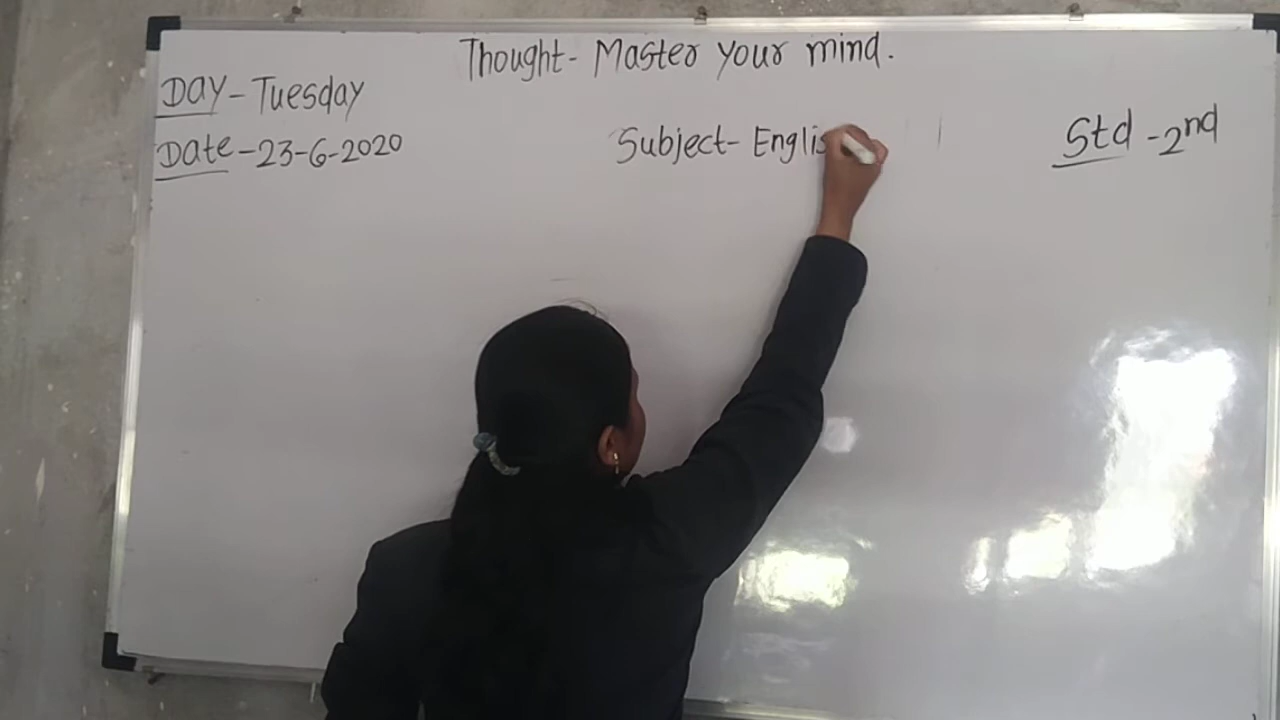 Thought- Master your mind.
DAY - Tuesday
Date - 23-6-2020
Subject- Englis
Std - 2nd